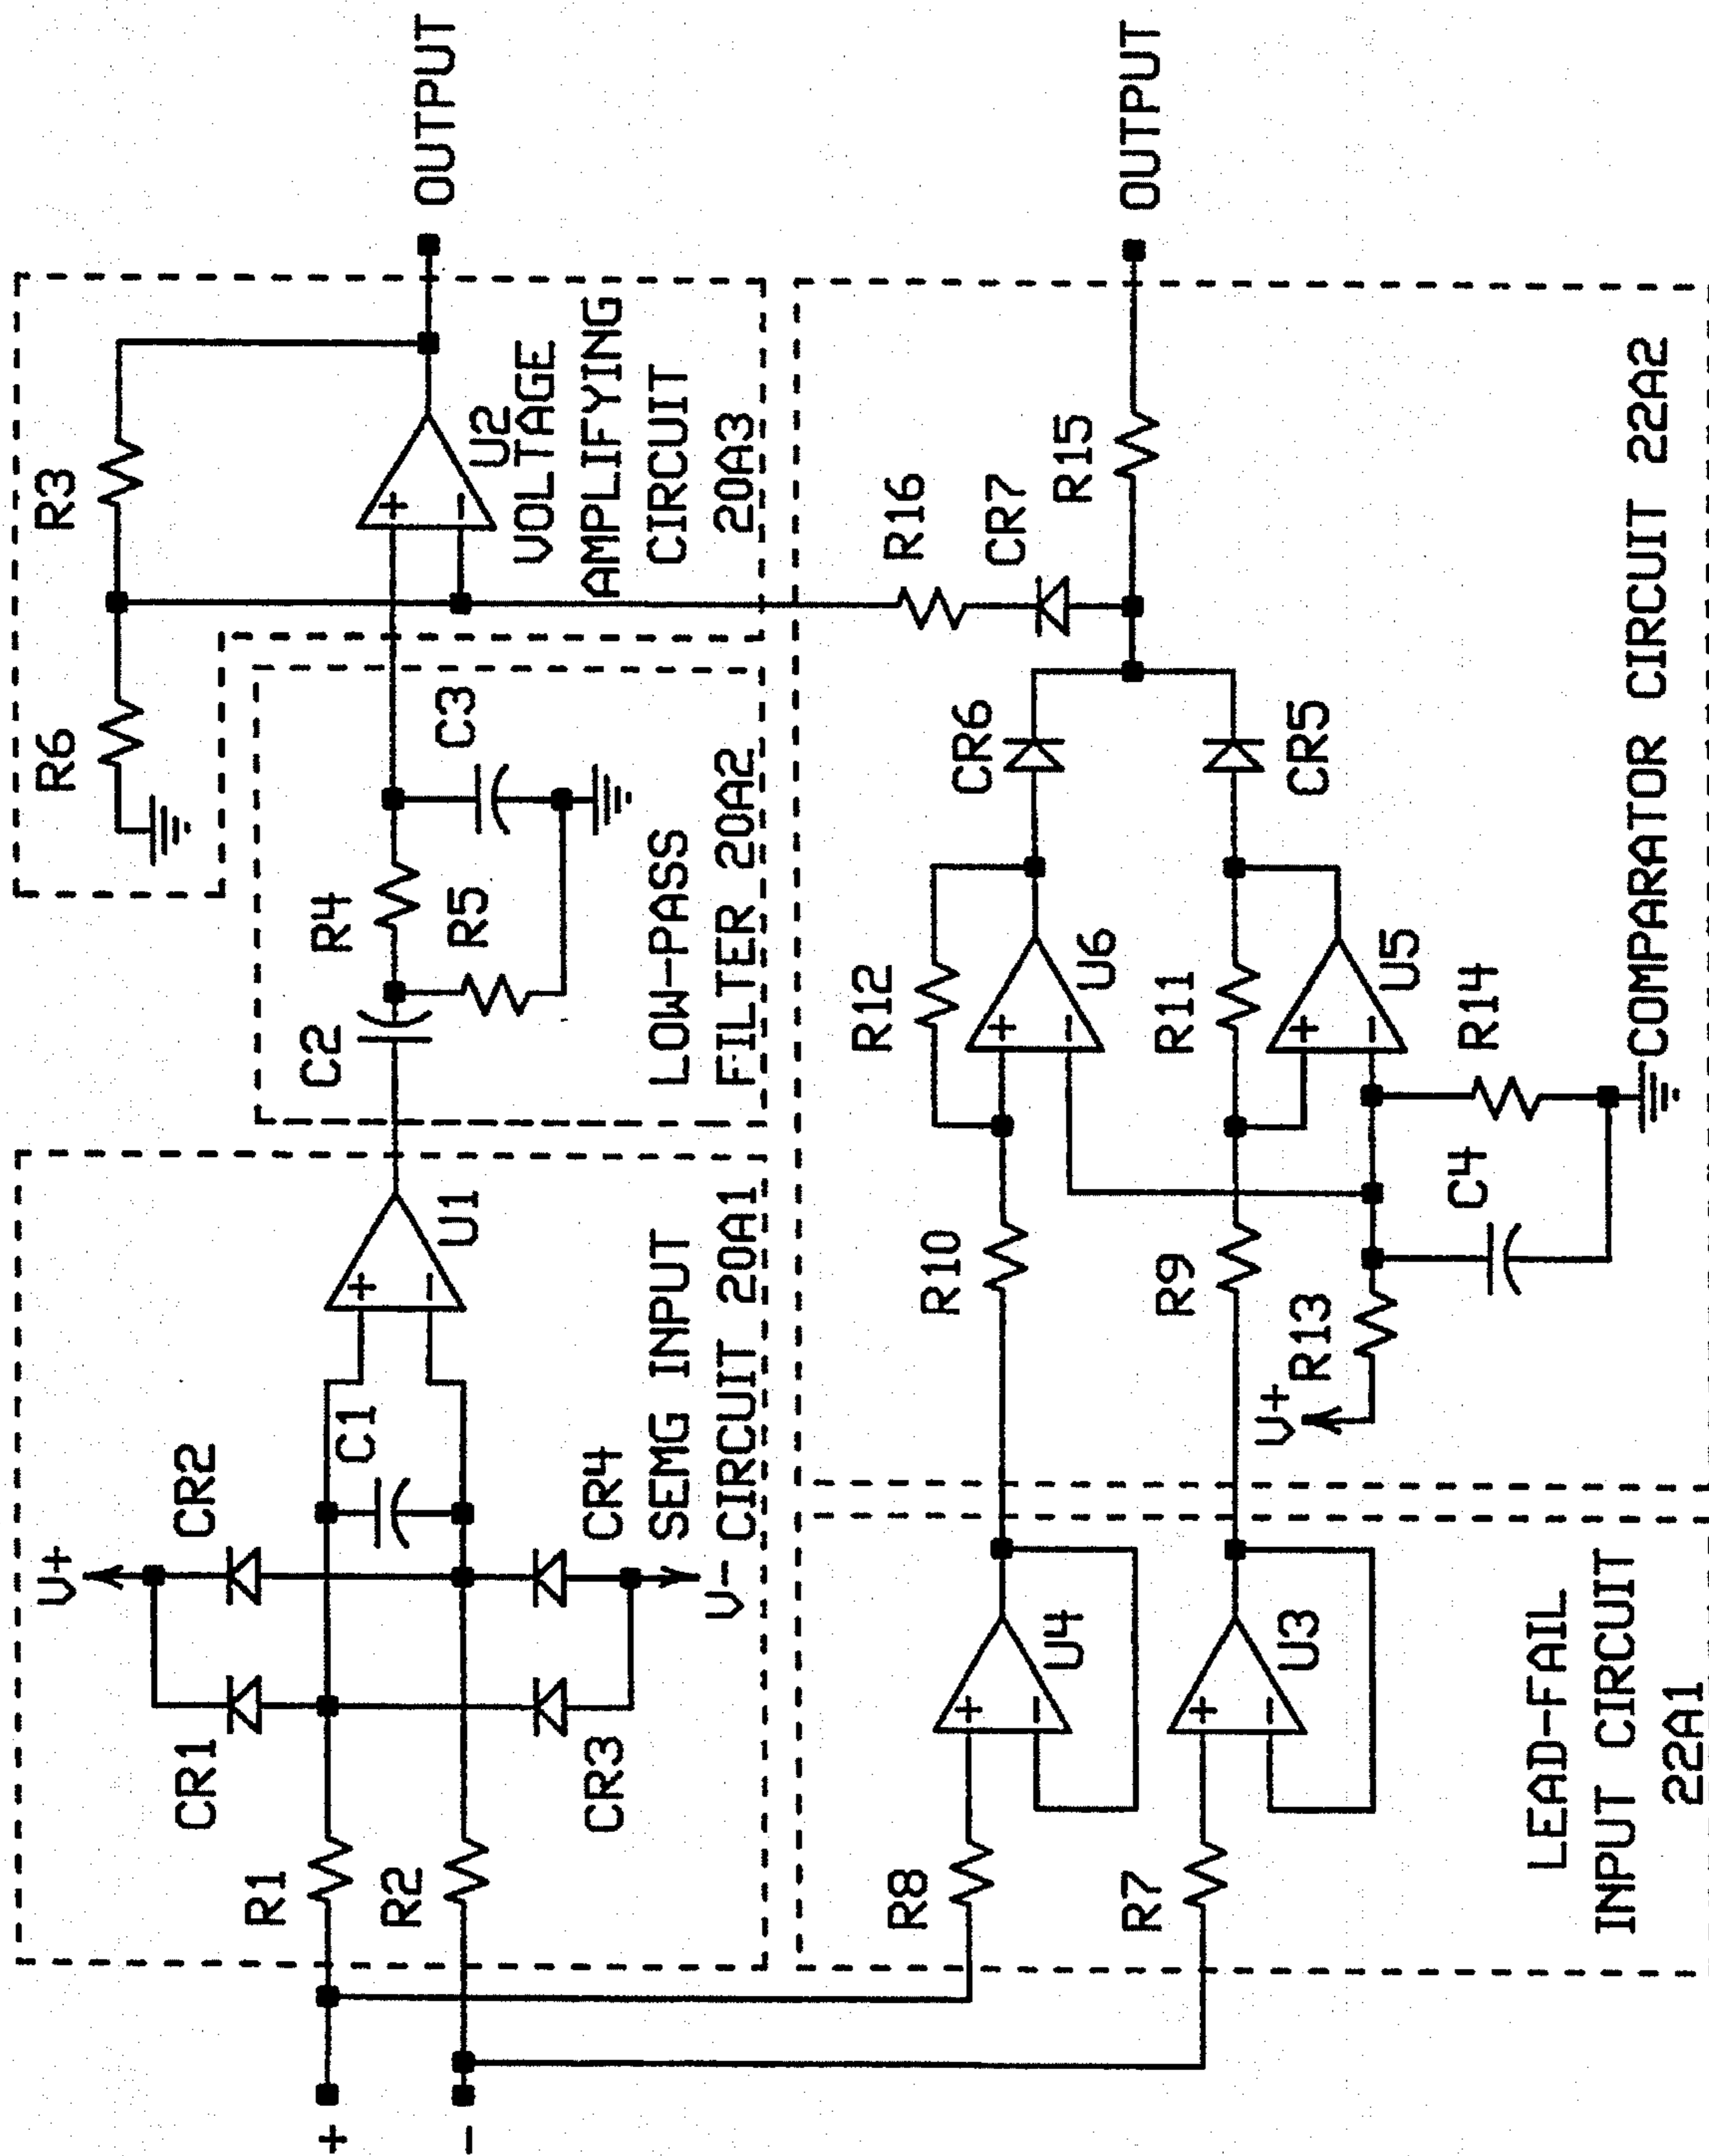 +
-
R1
R2
CR1
CR2
V+
CR3
CR4
V-
C1
+
-
U1
SEMG INPUT
CIRCUIT 20A1
C2
R4
R5
C3
LOW-PASS
FILTER 20A2
R6
R3
+
-
U2
VOLTAGE
AMPLIFYING
CIRCUIT
20A3
OUTPUT
R8
R7
+
-
U4
+
-
U3
LEAD-FAIL
INPUT CIRCUIT
22A1
R10
R9
V+
R13
C4
R14
R12
+
-
U6
R11
+
-
U5
CR6
CR5
R16
CR7
R15
COMPARATOR CIRCUIT 22A2
OUTPUT